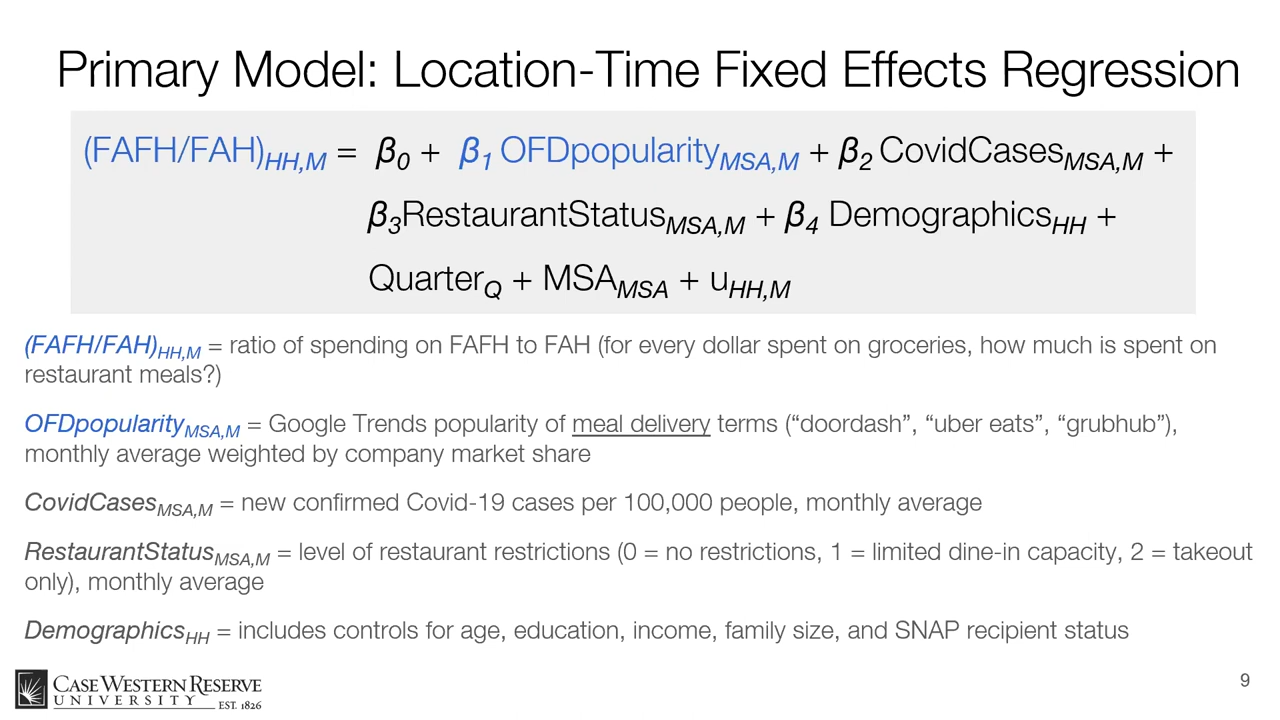 Primary Model: Location-Time Fixed Effects Regression
(FAFH/FAH)HH,M = β0 + β1 OFDpopularityMSA,M + β2 CovidCasesMSA,M +
β3RestaurantStatusMSA,M + β4 DemographicsHH +
QuarterQ + MSAMSA + uHH,M
(FAFH/FAH)HH,M = ratio of spending on FAFH to FAH (for every dollar spent on groceries, how much is spent on
restaurant meals?)
OFDpopularityMSA,M = Google Trends popularity of meal delivery terms (“doordash”, “uber eats”, “grubhub”),
monthly average weighted by company market share
CovidCasesMSA,M = new confirmed Covid-19 cases per 100,000 people, monthly average
RestaurantStatusMSA,M = level of restaurant restrictions (0 = no restrictions, 1 = limited dine-in capacity, 2 = takeout
only), monthly average
DemographicsHH = includes controls for age, education, income, family size, and SNAP recipient status
CASE WESTERN RESERVE
UNIVERSITY EST. 1826
9